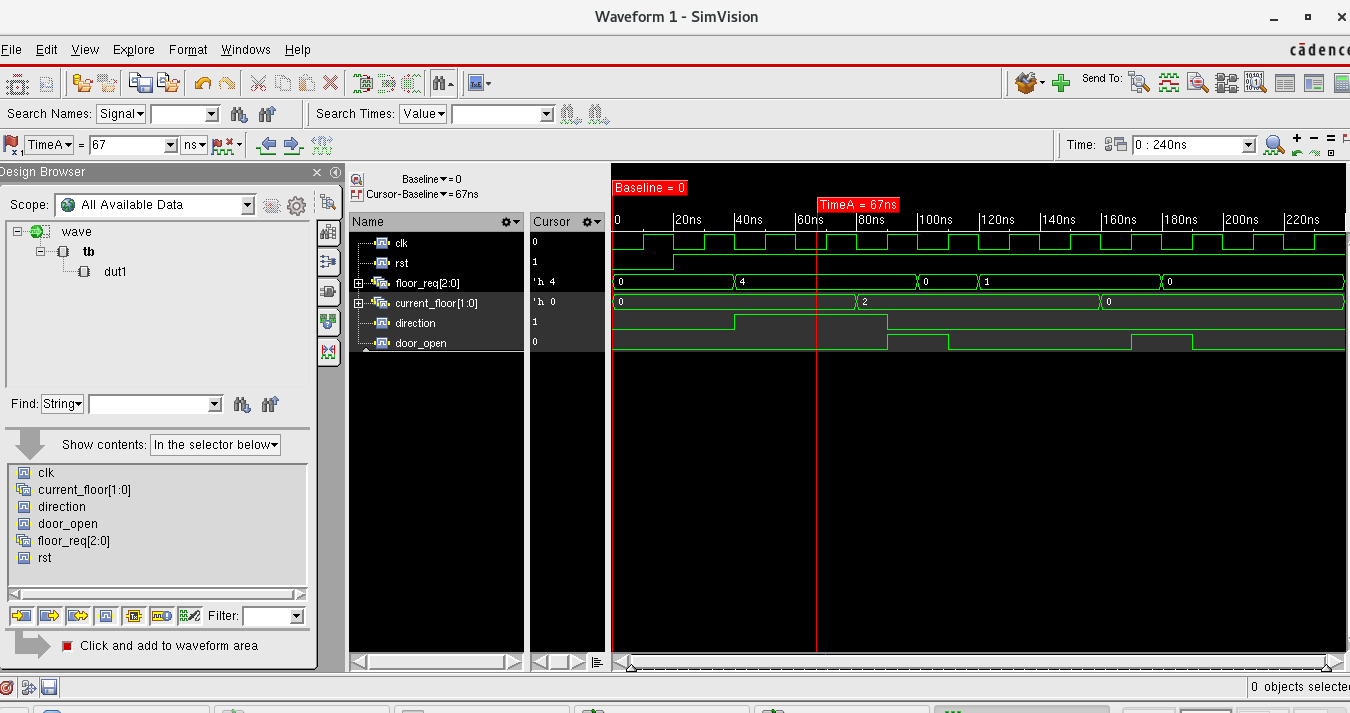 Waveform 1 - SimVision
File Edit View Explore Format Windows Help
cādence
Send To:
Search Names: Signal
Search Times: Value
TimeA = 67 ns
Time: 0 : 240ns
Design Browser
Scope: All Available Data
wave
tb
dut1
Find: String
Show contents: In the selector below
clk
current_floor[1:0]
direction
door_open
floor_req[2:0]
rst
Filter:
Click and add to waveform area
Baseline = 0
Cursor-Baseline = 67ns
Name Cursor
clk 0
rst 1
floor_req[2:0] 'h 4
current_floor[1:0] 'h 0
direction 1
door_open 0
Baseline = 0
TimeA = 67ns
0 20ns 40ns 60ns 80ns 100ns 120ns 140ns 160ns 180ns 200ns 220ns
0 4 0 1 0
0 2 0
0 objects selected